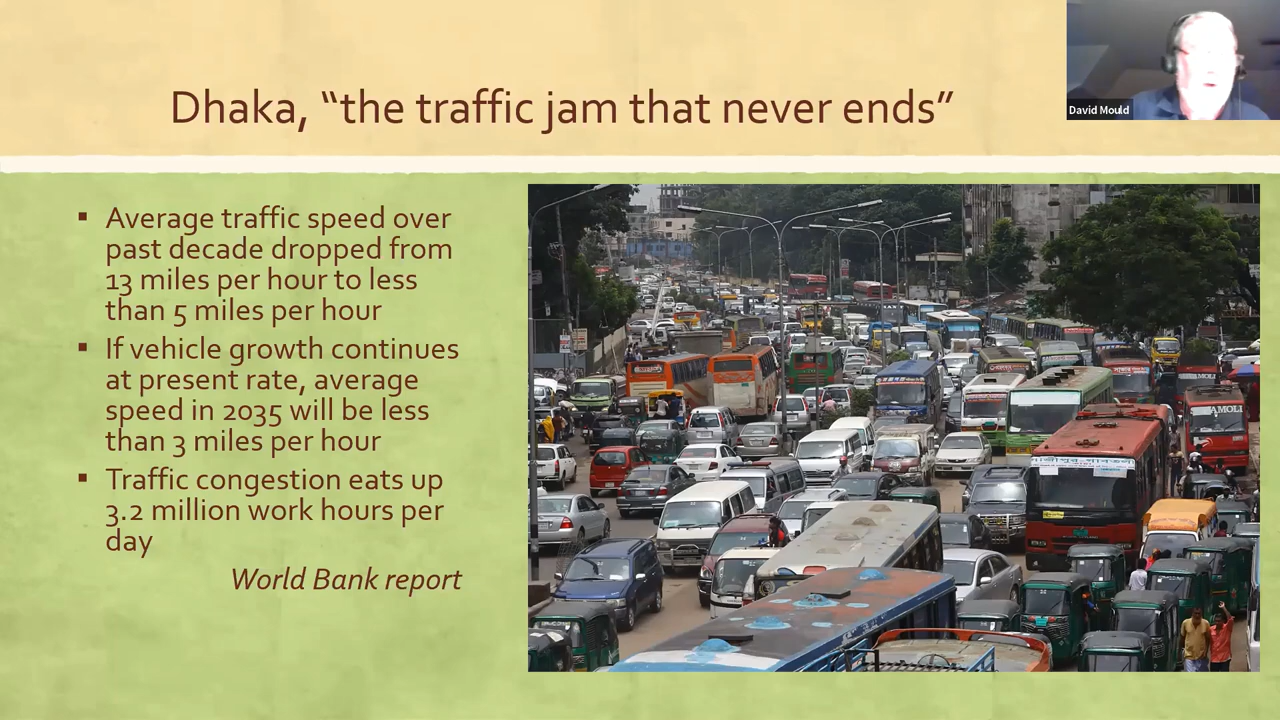 Dhaka, “the traffic jam that never ends”
David Mould
▪ Average traffic speed over
past decade dropped from
13 miles per hour to less
than 5 miles per hour
▪ If vehicle growth continues
at present rate, average
speed in 2035 will be less
than 3 miles per hour
▪ Traffic congestion eats up
3.2 million work hours per
day
World Bank report